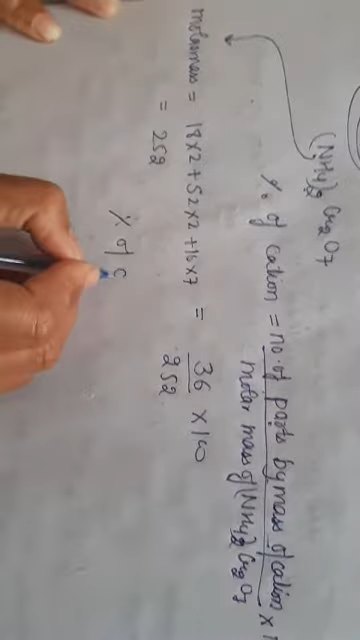 (NH4)2 Cr2O7
% of cation = no. of parts by mass of cation ×
molar mass of (NH4)2 Cr2O7
molar mass = 18×2+52×2+16×7 = 36 × 100
= 252 252
% of c